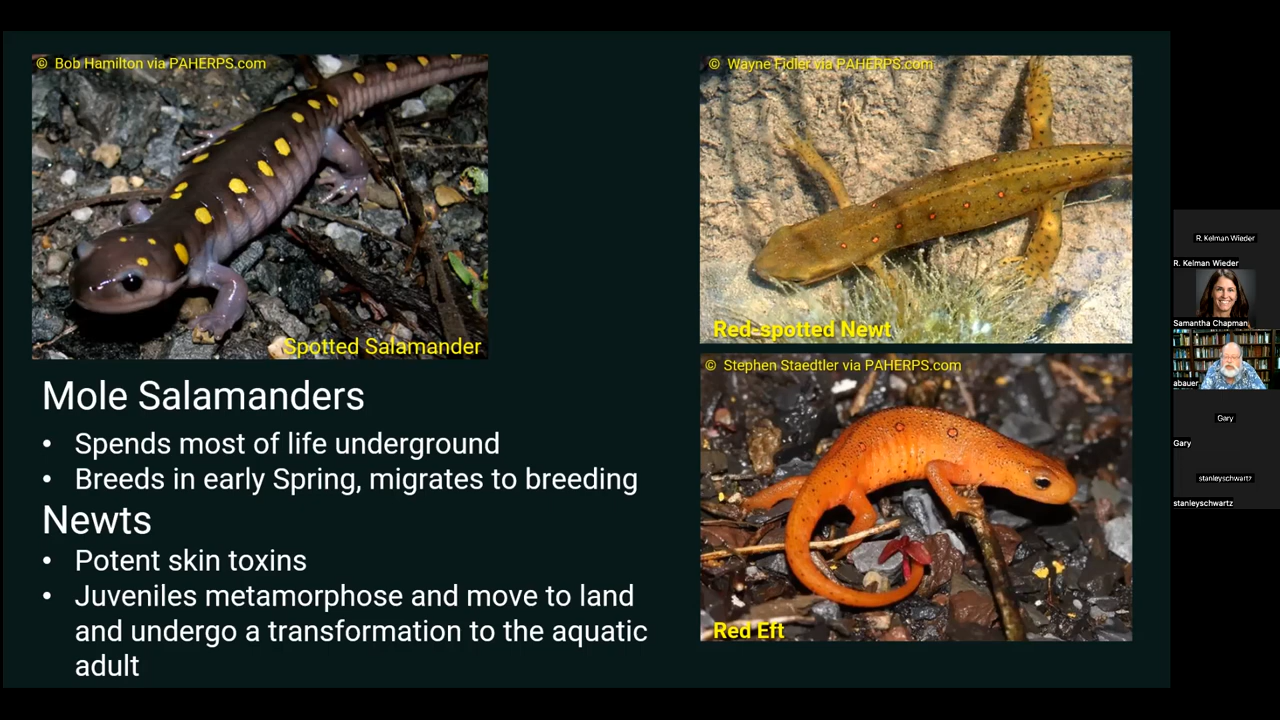 © Bob Hamilton via PAHERPS.com
Spotted Salamander
Mole Salamanders
• Spends most of life underground
• Breeds in early Spring, migrates to breeding
Newts
• Potent skin toxins
• Juveniles metamorphose and move to land
and undergo a transformation to the aquatic
adult
© Wayne Fidler via PAHERPS.com
Red-spotted Newt
© Stephen Staedtler via PAHERPS.com
Red Eft
R. Kelman Wieder
R. Kelman Wieder
Samantha Chapman
abauer
Gary
Gary
stanleyschwartz
stanleyschwartz